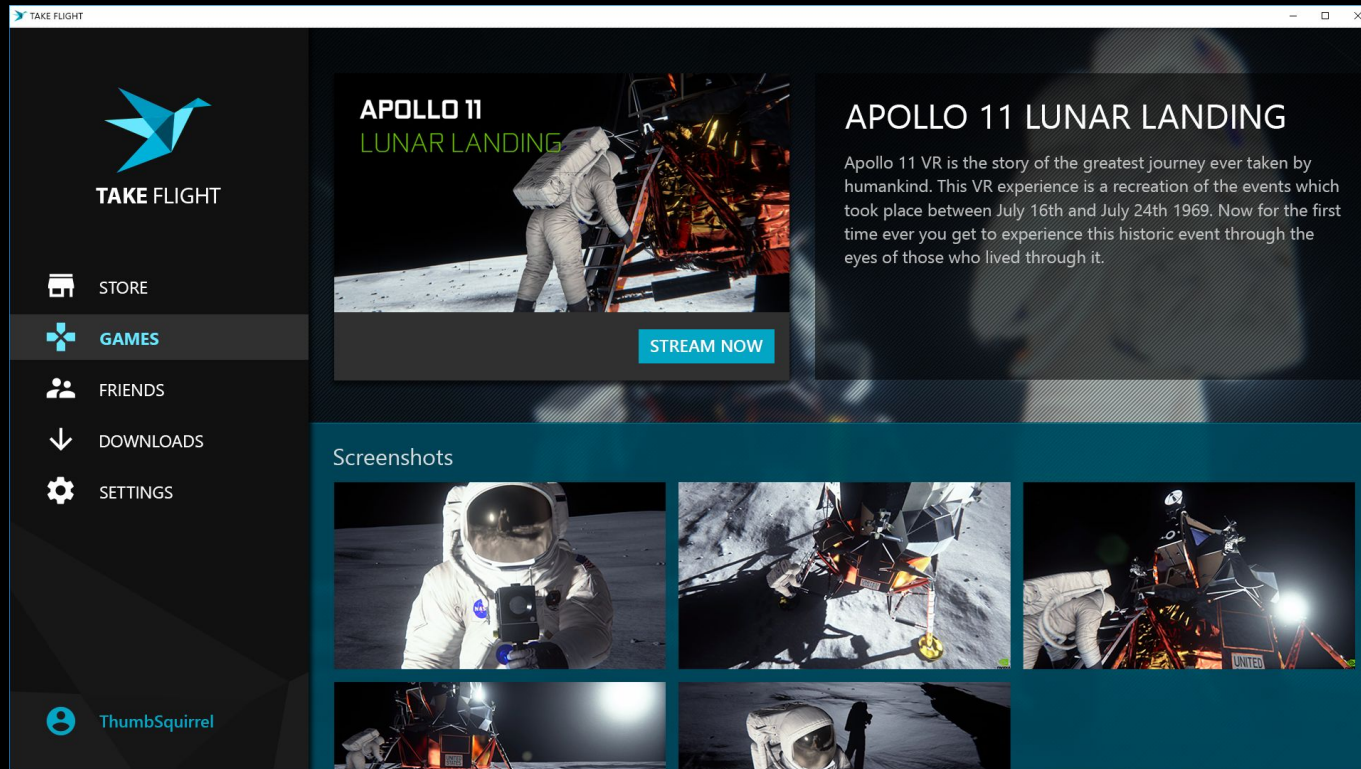 TAKE FLIGHT
TAKE FLIGHT
STORE
GAMES
FRIENDS
DOWNLOADS
SETTINGS
ThumbSquirrel
APOLLO 11
LUNAR LANDING
STREAM NOW
APOLLO 11 LUNAR LANDING
Apollo 11 VR is the story of the greatest journey ever taken by
humankind. This VR experience is a recreation of the events which
took place between July 16th and July 24th 1969. Now for the first
time ever you get to experience this historic event through the
eyes of those who lived through it.
Screenshots
UNITED